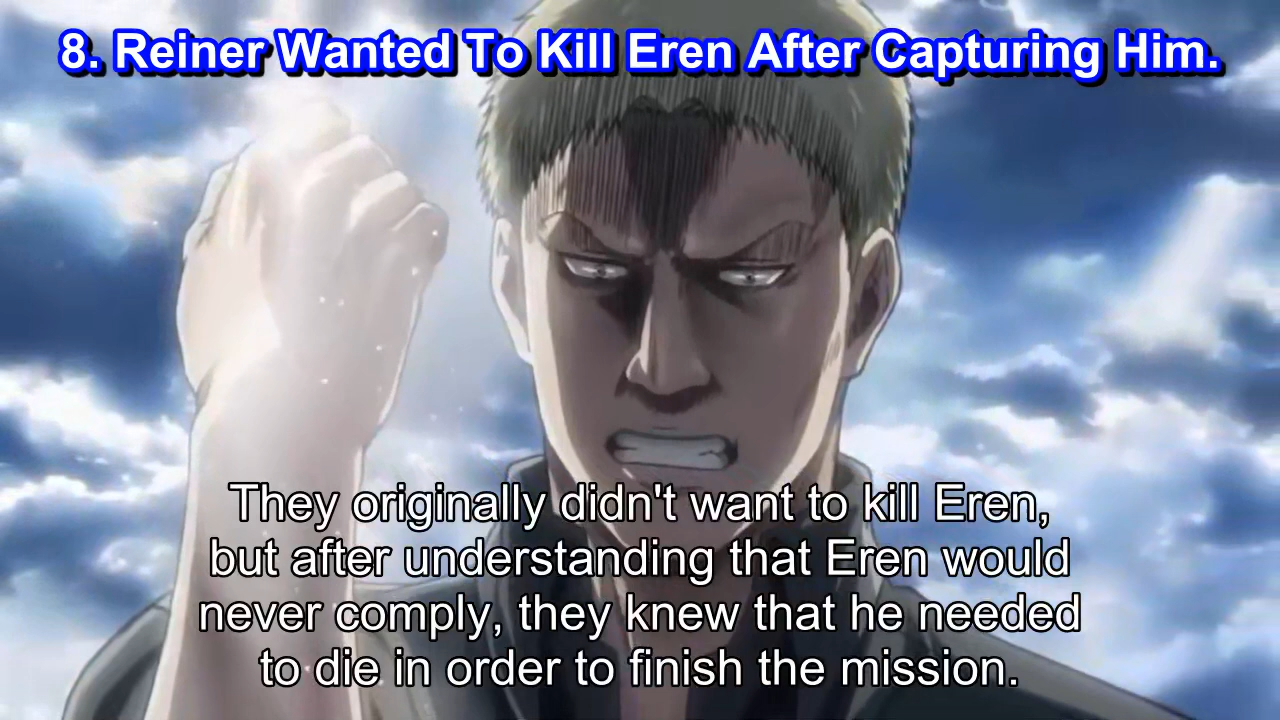 8. Reiner Wanted To Kill Eren After Capturing Him.
They originally didn't want to kill Eren,
but after understanding that Eren would
never comply, they knew that he needed
to die in order to finish the mission.